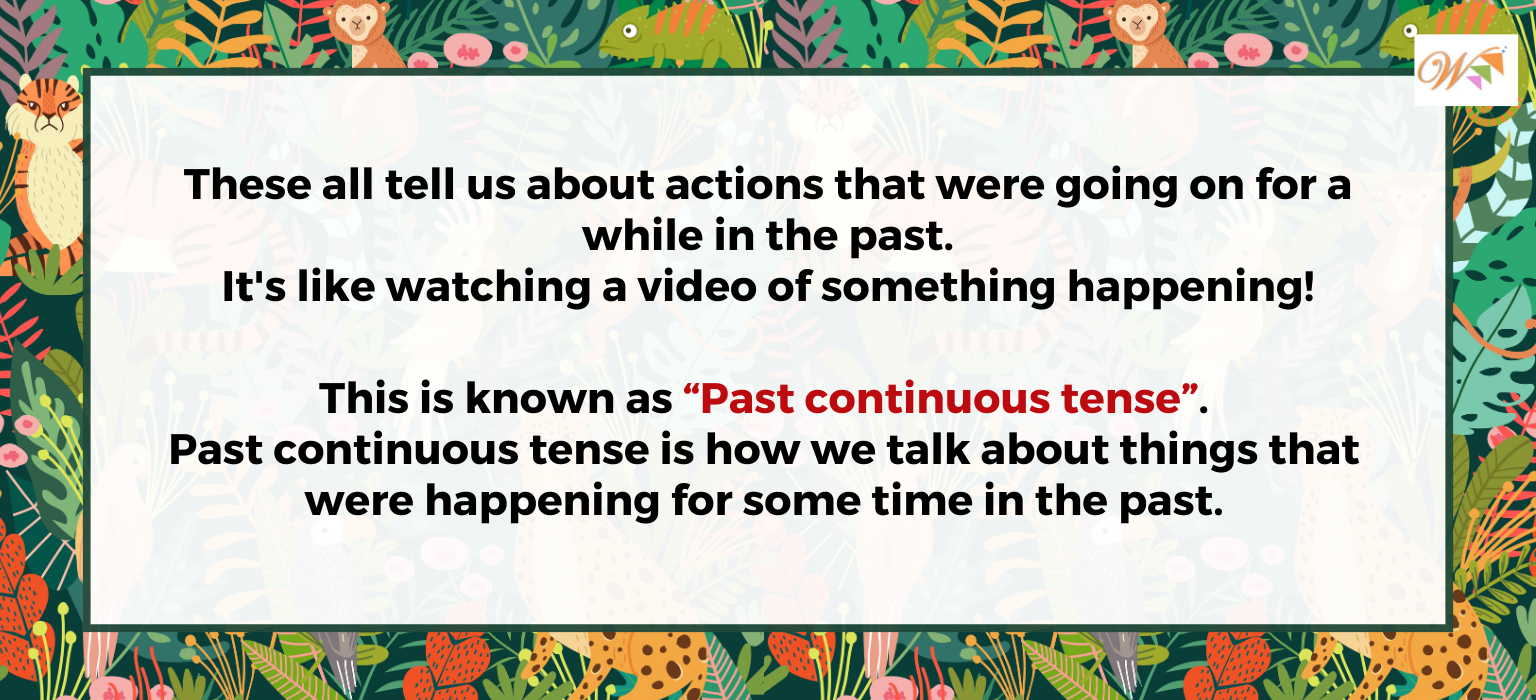 These all tell us about actions that were going on for a
while in the past.
It's like watching a video of something happening!
This is known as “Past continuous tense”.
Past continuous tense is how we talk about things that
were happening for some time in the past.
W